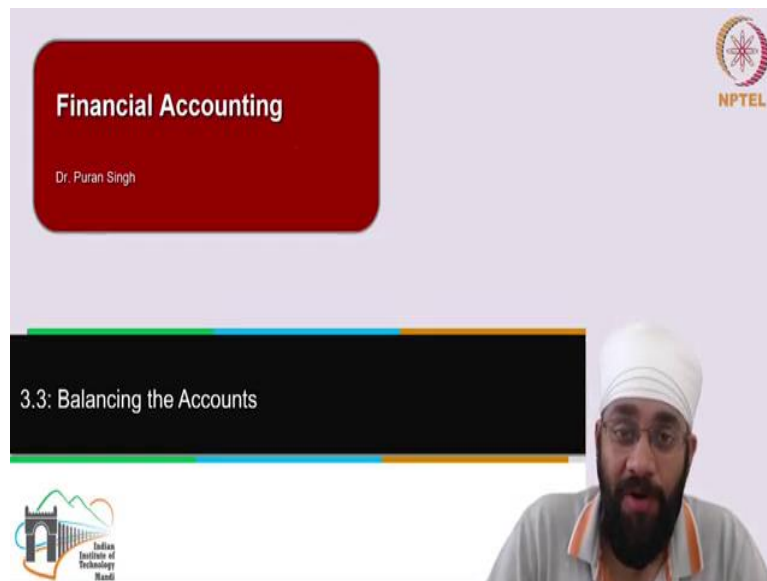 Financial Accounting
Dr. Puran Singh
NPTEL
3.3: Balancing the Accounts
Indian
Institute of
Technology
Mandi